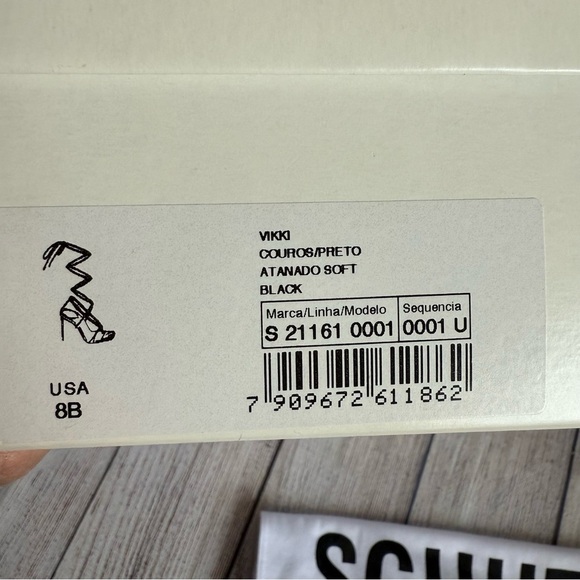 VIKKI
COUROS/PRETO
ATANADO SOFT
BLACK
Marca/Linha/Modelo Sequencia
S 21161 0001 0001 U
7 909672 611862
USA
8B